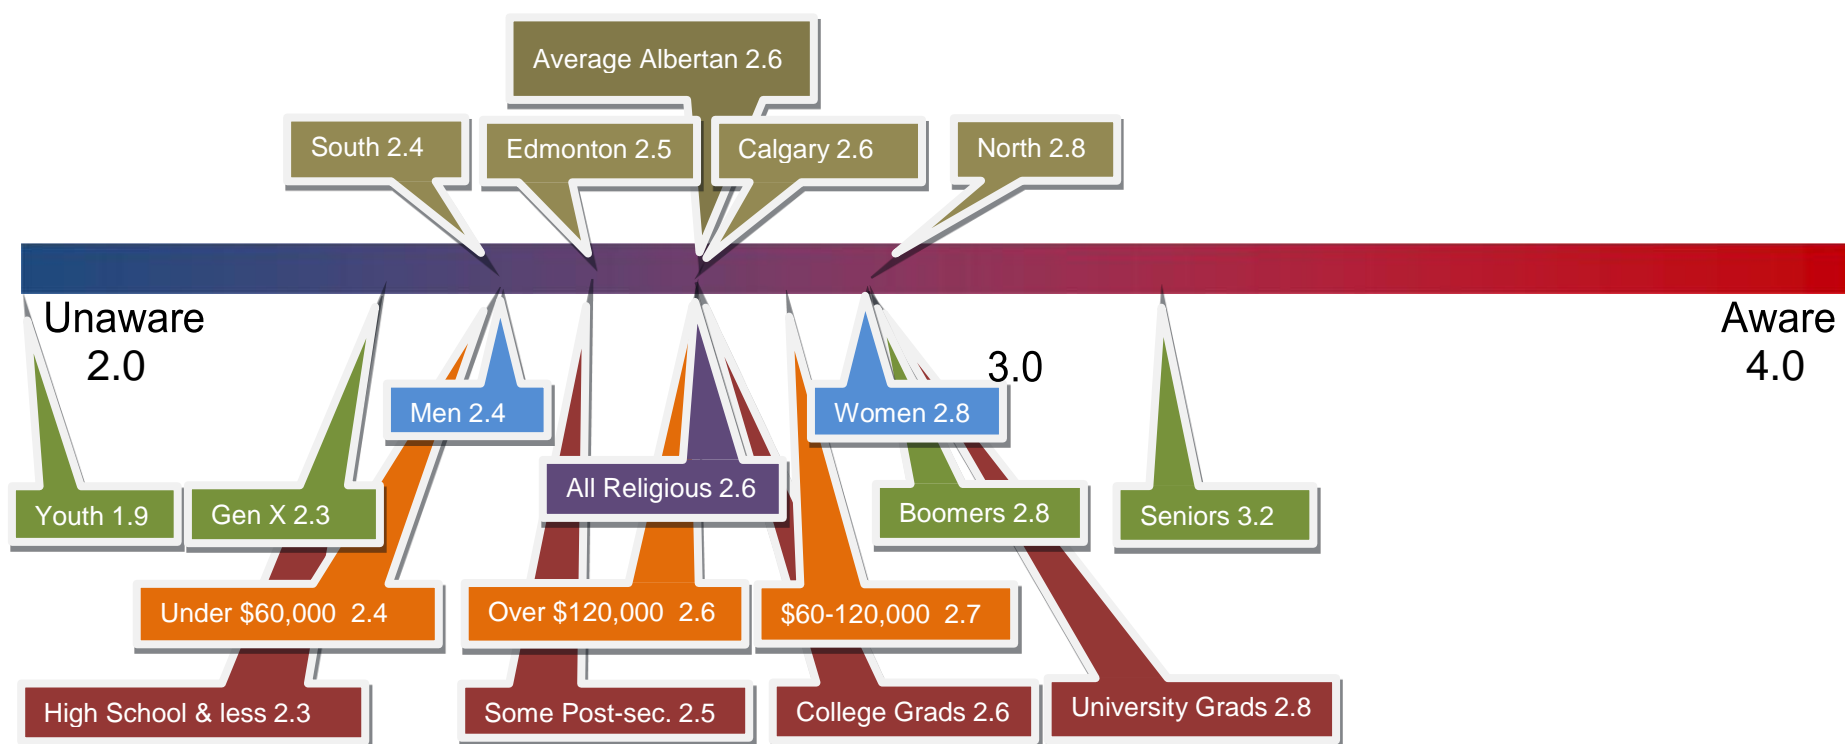 Average Albertan 2.6
South 2.4
Edmonton 2.5
Calgary 2.6
North 2.8
Unaware
2.0
3.0
Aware
4.0
Men 2.4
Women 2.8
All Religious 2.6
Youth 1.9
Gen X 2.3
Boomers 2.8
Seniors 3.2
Under $60,000  2.4
Over $120,000  2.6
$60-120,000  2.7
High School & less 2.3
Some Post-sec. 2.5
College Grads 2.6
University Grads 2.8